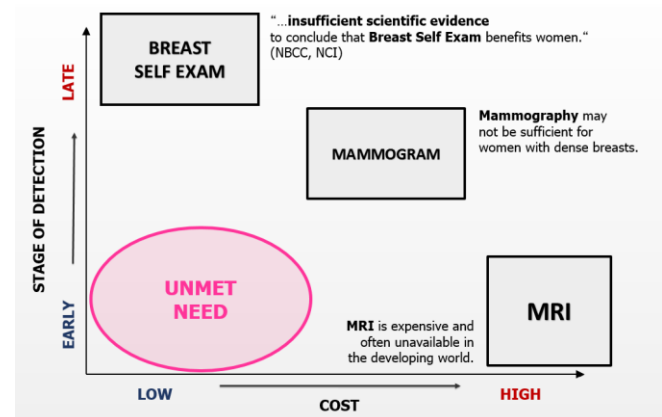 BREAST
SELF EXAM
“...insufficient scientific evidence
to conclude that Breast Self Exam benefits women.“
(NBCC, NCI)
LATE
MAMMOGRAM
Mammography may
not be sufficient for
women with dense breasts.
STAGE OF DETECTION
UNMET
NEED
EARLY
MRI is expensive and
often unavailable in
the developing world.
MRI
LOW
HIGH
COST